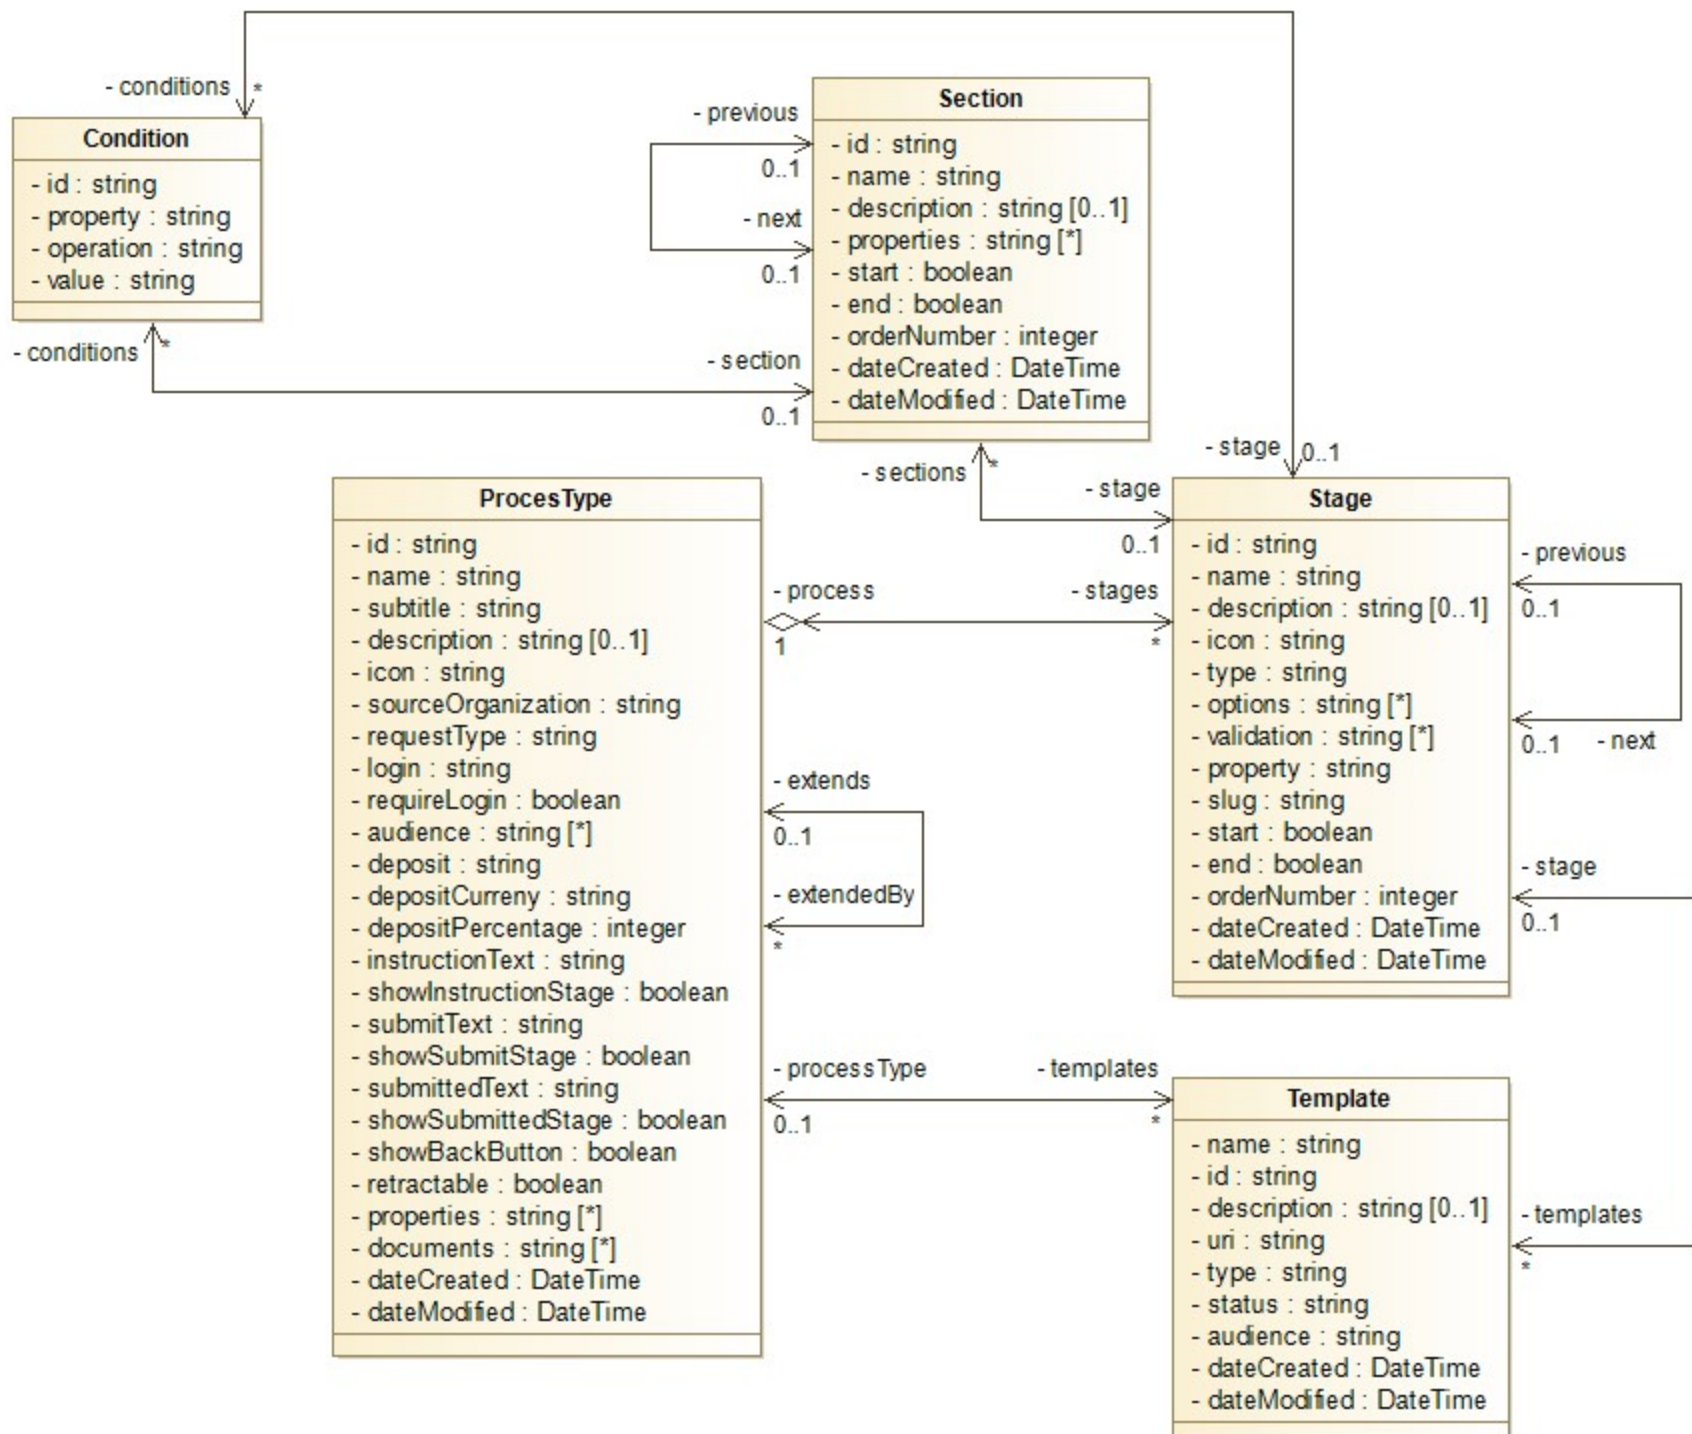 - conditions
*
Condition
- id : string
- property : string
- operation : string
- value : string
- conditions
*
- previous
0..1
- next
0..1
- section
0..1
Section
- id : string
- name : string
- description : string [0..1]
- properties : string [*]
- start : boolean
- end : boolean
- orderNumber : integer
- dateCreated : DateTime
- dateModified : DateTime
- sections
*
- stage
0..1
- stage
0..1
ProcesType
- id : string
- name : string
- subtitle : string
- description : string [0..1]
- icon : string
- sourceOrganization : string
- requestType : string
- login : string
- requireLogin : boolean
- audience : string [*]
- deposit : string
- depositCurreny : string
- depositPercentage : integer
- instructionText : string
- showInstructionStage : boolean
- submitText : string
- showSubmitStage : boolean
- submittedText : string
- showSubmittedStage : boolean
- showBackButton : boolean
- retractable : boolean
- properties : string [*]
- documents : string [*]
- dateCreated : DateTime
- dateModified : DateTime
- process
1
- stages
*
- extends
0..1
- extendedBy
*
- processType
0..1
- templates
*
Stage
- id : string
- name : string
- description : string [0..1]
- icon : string
- type : string
- options : string [*]
- validation : string [*]
- property : string
- slug : string
- start : boolean
- end : boolean
- orderNumber : integer
- dateCreated : DateTime
- dateModified : DateTime
- previous
0..1
0..1 - next
- stage
0..1
Template
- name : string
- id : string
- description : string [0..1]
- uri : string
- type : string
- status : string
- audience : string
- dateCreated : DateTime
- dateModified : DateTime
- templates
*